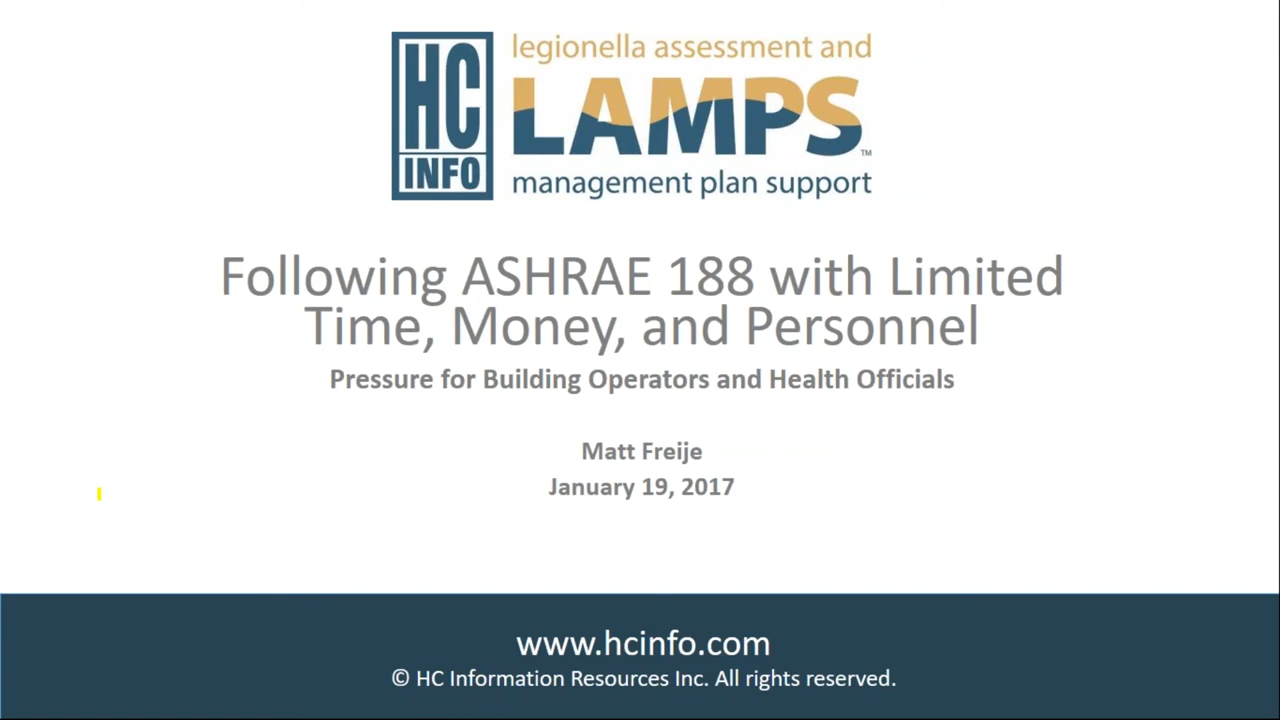 HC
INFO
legionella assessment and
LAMPS™
management plan support
Following ASHRAE 188 with Limited
Time, Money, and Personnel
Pressure for Building Operators and Health Officials
Matt Freije
January 19, 2017
www.hcinfo.com
© HC Information Resources Inc. All rights reserved.